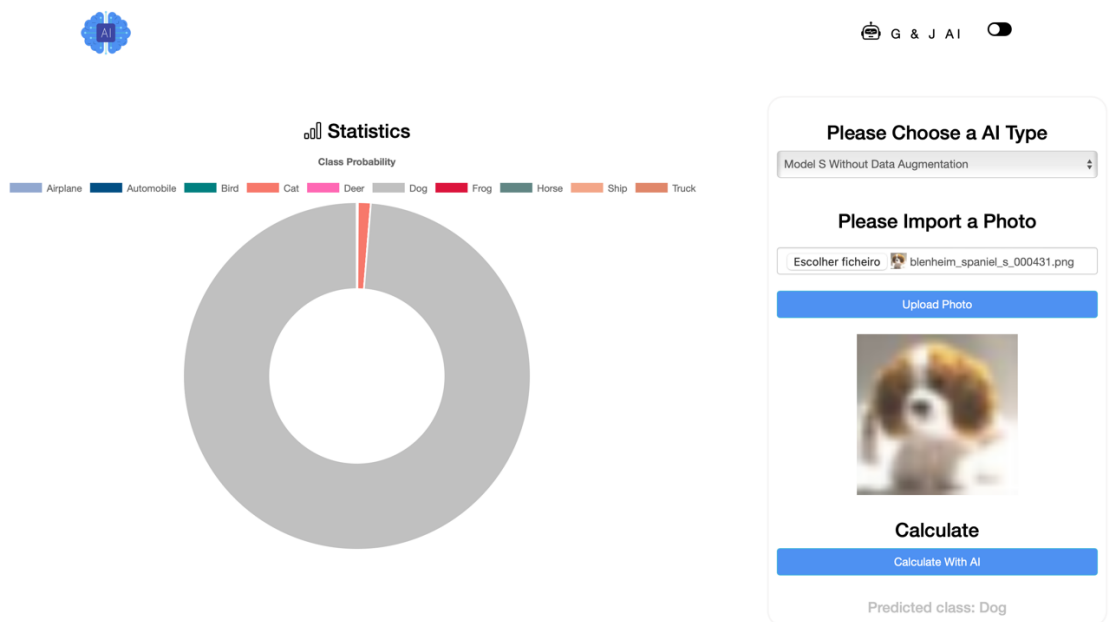 AI
G & J AI
Statistics
Class Probability
Airplane Automobile Bird Cat Deer Dog Frog Horse Ship Truck
Please Choose a AI Type
Model S Without Data Augmentation
Please Import a Photo
Escolher ficheiro blenheim_spaniel_s_000431.png
Upload Photo
Calculate
Calculate With AI
Predicted class: Dog